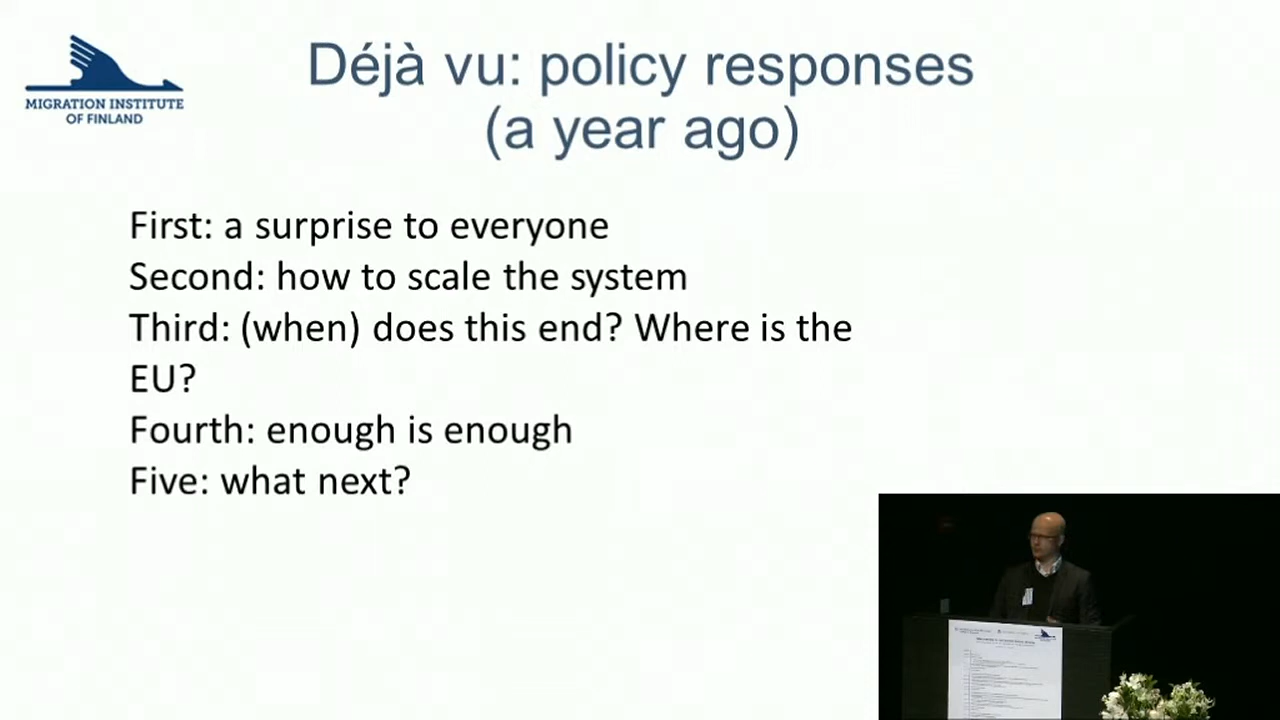 MIGRATION INSTITUTE
OF FINLAND
Déjà vu: policy responses
(a year ago)
First: a surprise to everyone
Second: how to scale the system
Third: (when) does this end? Where is the
EU?
Fourth: enough is enough
Five: what next?